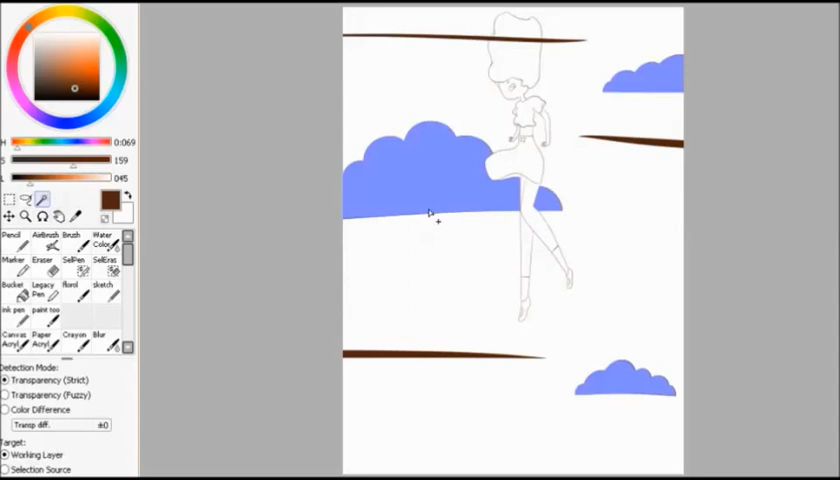 H 0:069
S 159
L 045
Pencil AirBrush Brush Water Color
Marker Eraser SelPen SelEras
Bucket Legacy Pen florol sketch
ink pen paint too
Canvas Acryl Paper Acryl Crayon Blur
Detection Mode:
Transparency (Strict)
Transparency (Fuzzy)
Color Difference
Transp diff. ±0
Target:
Working Layer
Selection Source